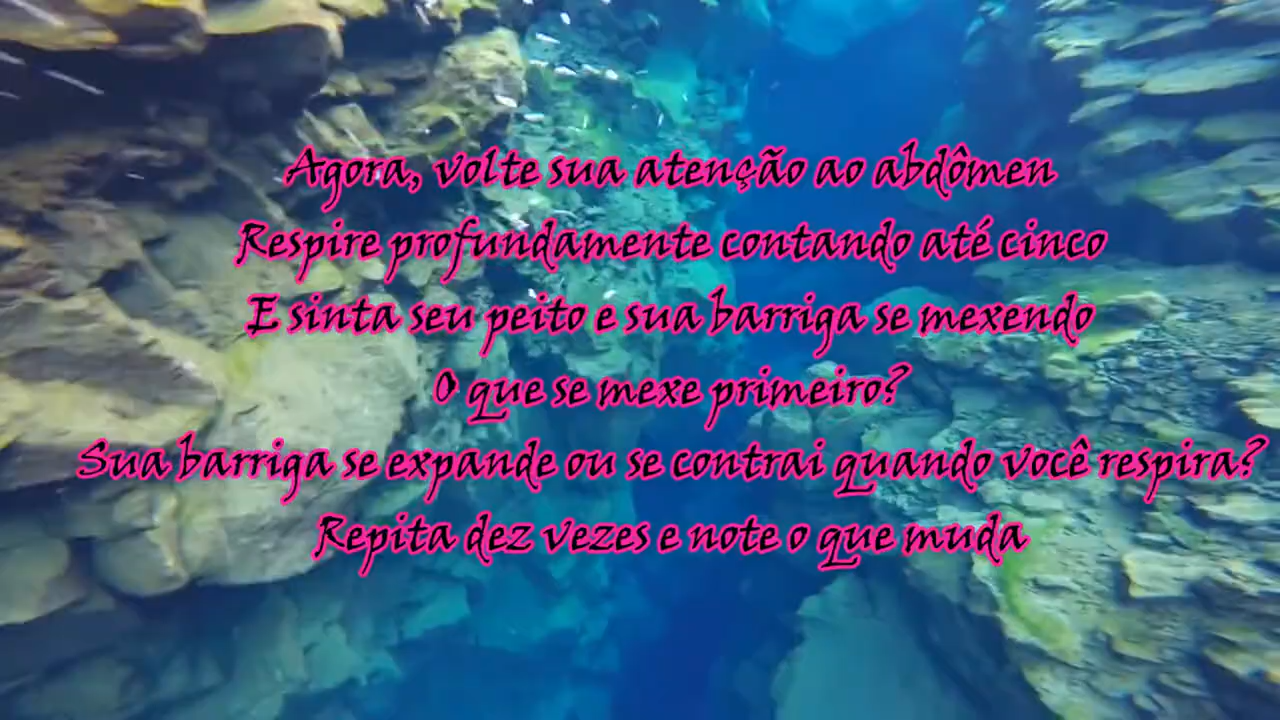 Agora, volte sua atenção ao abdômen
Respire profundamente contando até cinco
E sinta seu peito e sua barriga se mexendo
O que se mexe primeiro?
Sua barriga se expande ou se contrai quando você respira?
Repita dez vezes e note o que muda